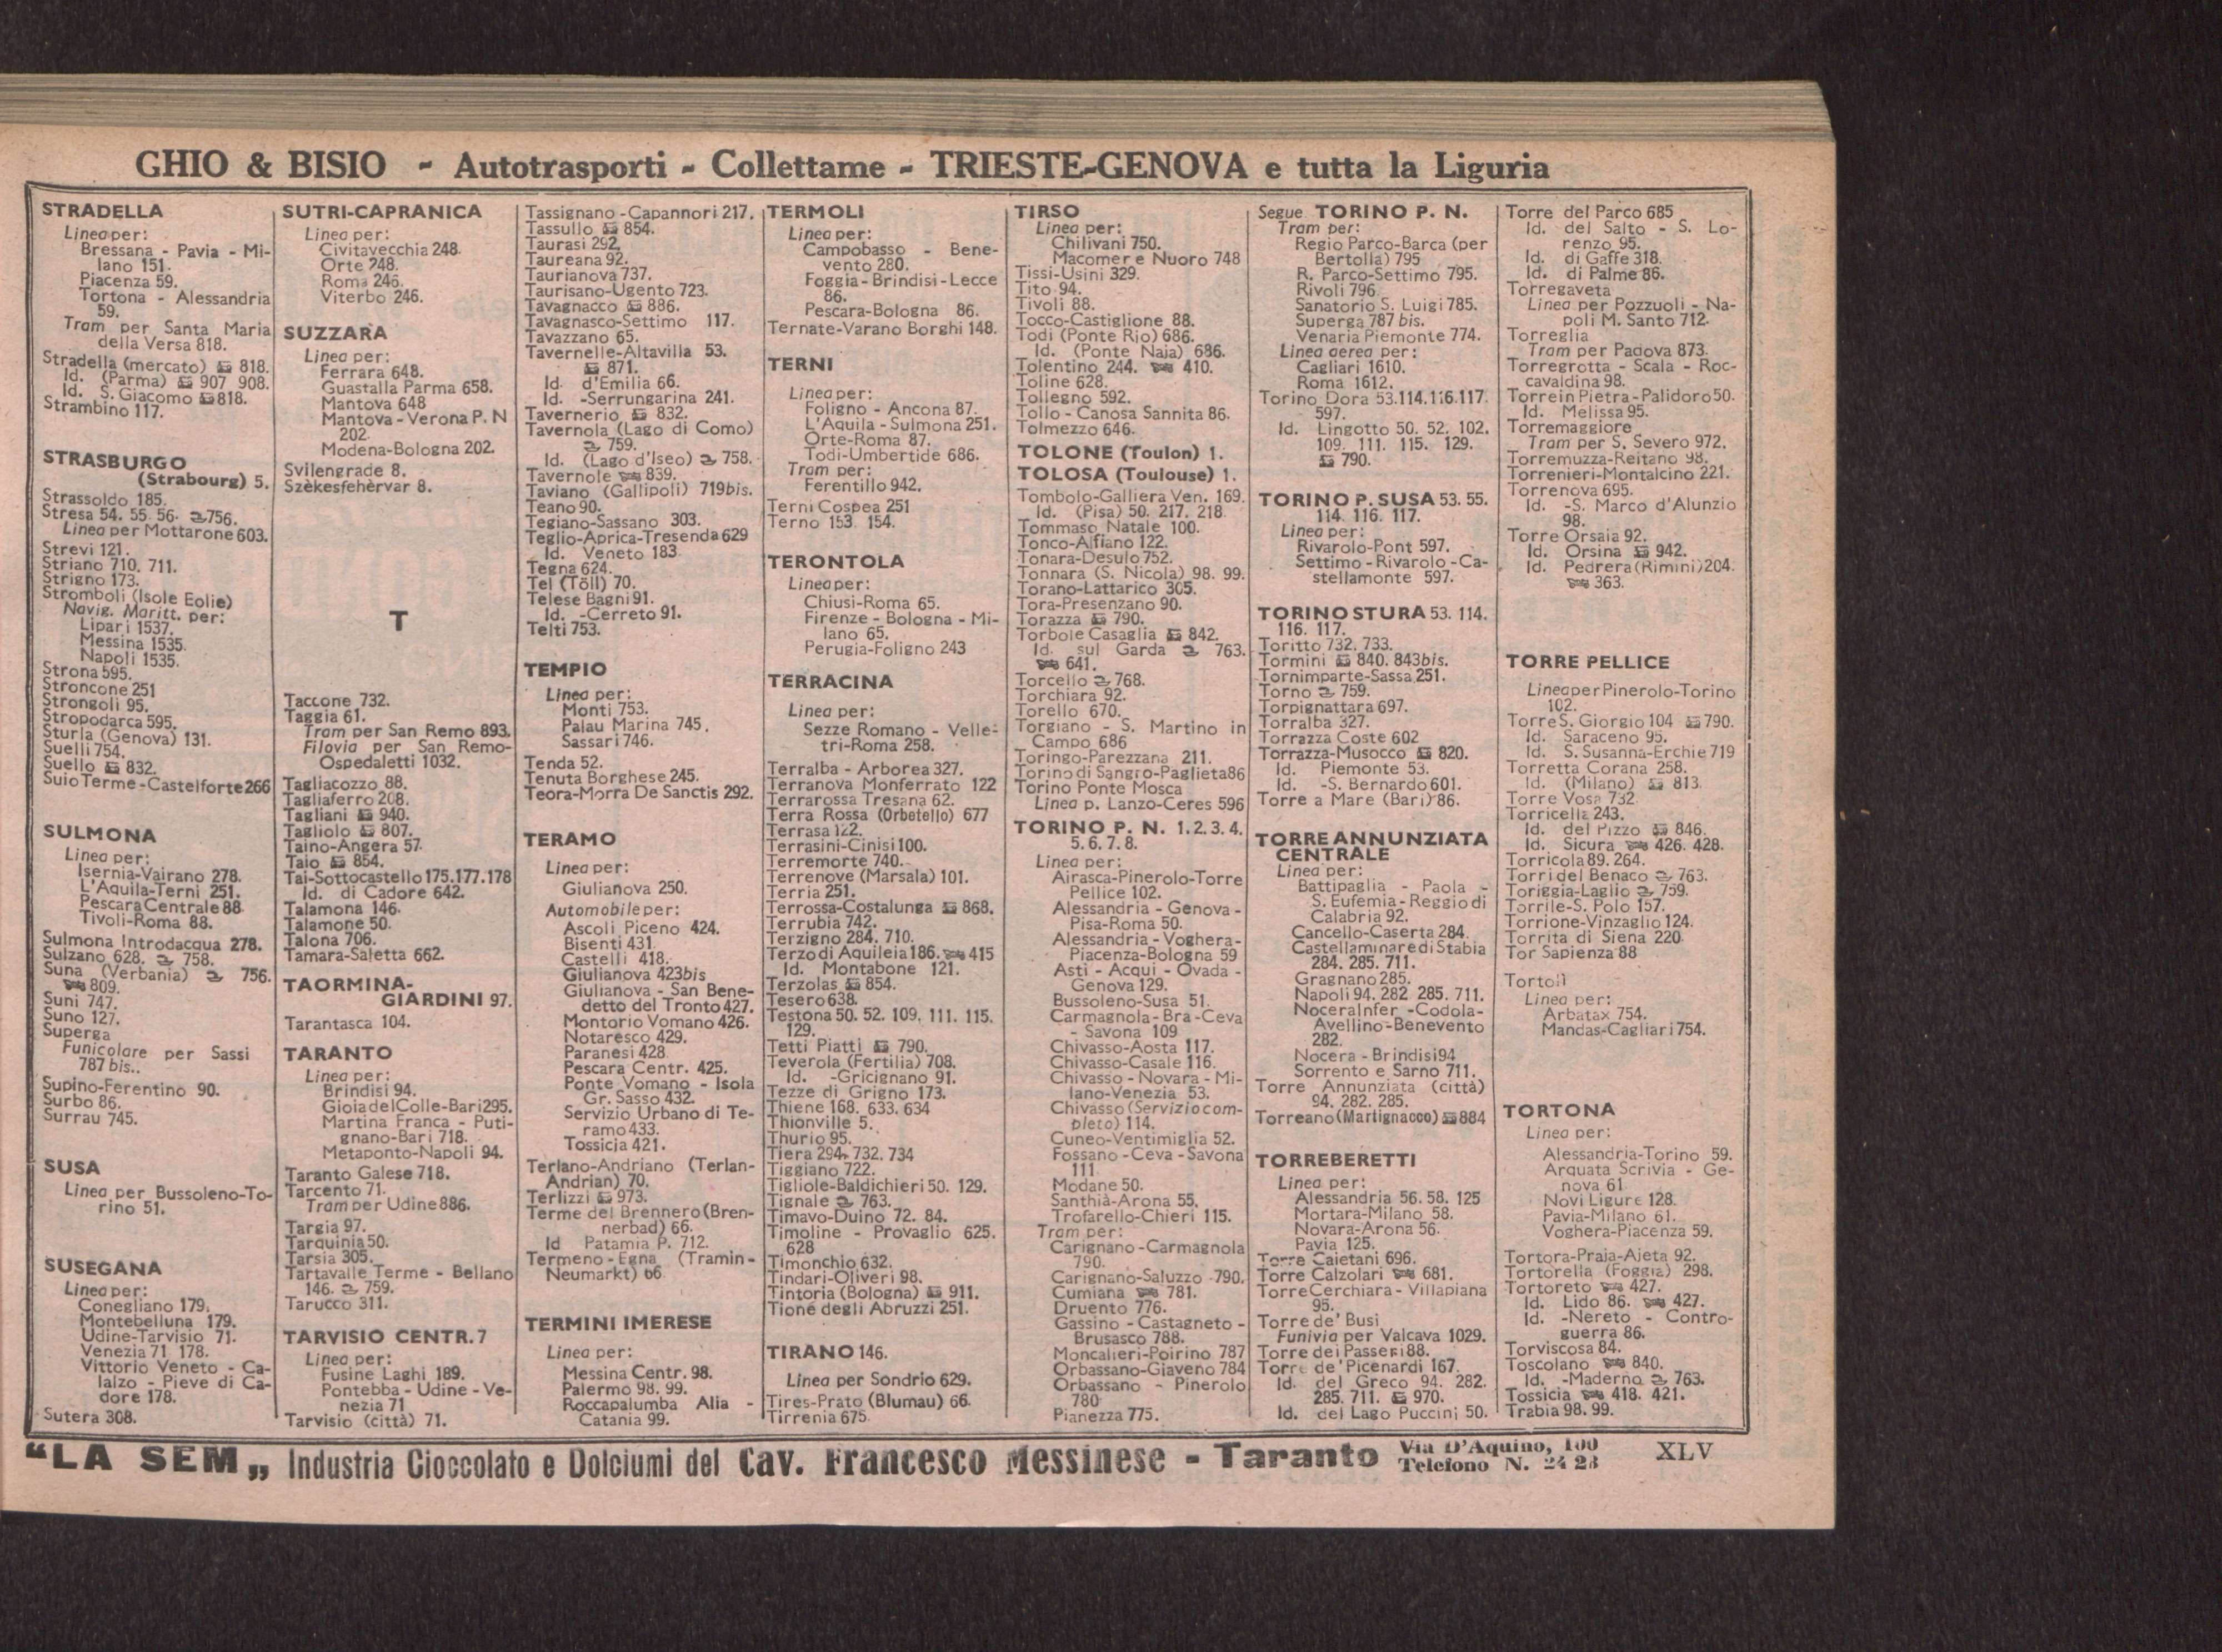 GHIO & BISIO - Autotrasporti - Collettame - TRIESTE-GENOVA e tutta la Liguria
STRADELLA
Linea per:
Bressana - Pavia - Mi-
lano 151.
Piacenza 59.
Tortona - Alessandria
59.
Tram per Santa Maria
della Versa 818.
Stradella (mercato) 818.
Id. (Parma) 907 908.
Id. S. Giacomo 818.
Strambino 117.
STRASBURGO
(Strabourg) 5.
Strassoldo 185.
Stresa 54. 55. 56. 756.
Linea per Mottarone 603.
Strevi 121.
Striano 710. 711.
Strigno 173.
Stromboli (Isole Eolie)
Navig. Maritt. per:
Lipari 1537.
Messina 1535.
Napoli 1535.
Strona 595.
Stroncone 251
Strongoli 95.
Stropodarca 595.
Sturla (Genova) 131.
Suelli 754.
Suello 832.
Suio Terme-Castelforte 266
SULMONA
Linea per:
Isernia-Vairano 278.
L'Aquila-Terni 251.
Pescara Centrale 88
Tivoli-Roma 88.
Sulmona Introdacqua 278.
Sulzano 628. 758.
Suna (Verbania) 756.
809.
Suni 747.
Suno 127.
Superga
Funicolare per Sassi
787 bis..
Supino-Ferentino 90.
Surbo 86.
Surrau 745.
SUSA
Linea per Bussoleno-To-
rino 51.
SUSEGANA
Linea per:
Conegliano 179.
Montebelluna 179.
Udine-Tarvisio 71.
Venezia 71 178.
Vittorio Veneto - Ca-
lalzo - Pieve di Ca-
dore 178.
Sutera 308.
SUTRI-CAPRANICA
Linea per:
Civitavecchia 248.
Orte 248.
Roma 246.
Viterbo 246.
SUZZARA
Linea per:
Ferrara 648.
Guastalla Parma 658.
Mantova 648
Mantova - Verona P. N
202.
Modena-Bologna 202.
Svilengrade 8.
Szèkesfehèrvar 8.
T
Taccone 732.
Taggia 61.
Tram per San Remo 893.
Filovia per San Remo-
Ospedaletti 1032.
Tagliacozzo 88.
Tagliaferro 208.
Tagliani 940.
Tagliolo 807.
Taino-Angera 57.
Taio 854.
Tai-Sottocastello 175.177.178
Id. di Cadore 642.
Talamona 146.
Talamone 50.
Talona 706.
Tamara-Saletta 662.
TAORMINA-
GIARDINI 97.
Tarantasca 104.
TARANTO
Linea per:
Brindisi 94.
Gioia del Colle-Bari 295.
Martina Franca - Puti-
gnano-Bari 718.
Metaponto-Napoli 94.
Taranto Galese 718.
Tarcento 71.
Tram per Udine 886.
Targia 97.
Tarquinia 50.
Tarsia 305.
Tartavalle Terme - Bellano
146. 759.
Tarucco 311.
TARVISIO CENTR. 7
Linea per:
Fusine Laghi 189.
Pontebba - Udine - Ve-
nezia 71
Tarvisio (città) 71.
Tassignano-Capannori 217.
Tassullo 854.
Taurasi 292.
Taureana 92.
Taurianova 737.
Taurisano-Ugento 723.
Tavagnacco 886.
Tavagnasco-Settimo 117.
Tavazzano 65.
Tavernelle-Altavilla 53.
871.
Id. d'Emilia 66.
Id. -Serrungarina 241.
Tavernerio 832.
Tavernola (Lago di Como)
759.
Id. (Lago d'Iseo) 758.
Tavernole 839.
Taviano (Gallipoli) 719bis.
Teano 90.
Tegiano-Sassano 303.
Teglio-Aprica-Tresenda 629
Id. Veneto 183
Tegna 624.
Tel (Töll) 70.
Telese Bagni 91.
Id. -Cerreto 91.
Telti 753.
TEMPIO
Linea per:
Monti 753.
Palau Marina 745.
Sassari 746.
Tenda 52.
Tenuta Borghese 245.
Teora-Morra De Sanctis 292.
TERAMO
Linea per:
Giulianova 250.
Automobile per:
Ascoli Piceno 424.
Bisenti 431.
Castelli 418.
Giulianova 423bis
Giulianova - San Bene-
detto del Tronto 427.
Montorio Vomano 426.
Notaresco 429.
Paranesi 428.
Pescara Centr. 425.
Ponte Vomano - Isola
Gr. Sasso 432.
Servizio Urbano di Te-
ramo 433.
Tossicia 421.
Terlano-Andriano (Terlan-
Andrian) 70.
Terlizzi 973.
Terme del Brennero (Bren-
nerbad) 66.
Id Patamia P. 712.
Termeno-Egna (Tramin-
Neumarkt) 66
TERMINI IMERESE
Linea per:
Messina Centr. 98.
Palermo 98. 99.
Roccapalumba Alia -
Catania 99.
TERMOLI
Linea per:
Campobasso - Bene-
vento 280.
Foggia-Brindisi-Lecce
86.
Pescara-Bologna 86.
Ternate-Varano Borghi 148.
TERNI
Linea per:
Foligno - Ancona 87.
L'Aquila - Sulmona 251.
Orte-Roma 87.
Todi-Umbertide 686.
Tram per:
Ferentillo 942.
Terni Cospea 251
Terno 153. 154.
TERONTOLA
Linea per:
Chiusi-Roma 65.
Firenze - Bologna - Mi-
lano 65.
Perugia-Foligno 243
TERRACINA
Linea per:
Sezze Romano - Velle-
tri-Roma 258.
Terralba - Arborea 327.
Terranova Monferrato 122
Terrarossa Tresana 62.
Terra Rossa (Orbetello) 677
Terrasa 122.
Terrasini-Cinisi 100.
Terremorte 740.
Terrenove (Marsala) 101.
Terria 251.
Terrossa-Costalunga 868.
Terrubia 742.
Terzigno 284. 710.
Terzo di Aquileia 186. 415
Id. Montabone 121.
Terzolas 854.
Tesero 638.
Testona 50. 52. 109. 111. 115.
129.
Tetti Piatti 790.
Teverola (Fertilia) 708.
Id. -Gricignano 91.
Tezze di Grigno 173.
Thiene 168. 633. 634
Thionville 5.
Thurio 95.
Tiera 294. 732. 734
Tiggiano 722.
Tigliole-Baldichieri 50. 129.
Tignale 763.
Timavo-Duino 72. 84.
Timoline - Provaglio 625.
628
Timonchio 632.
Tindari-Oliveri 98.
Tintoria (Bologna) 911.
Tione degli Abruzzi 251.
TIRANO 146.
Linea per Sondrio 629.
Tires-Prato (Blumau) 66.
Tirrenia 675.
TIRSO
Linea per:
Chilivani 750.
Macomer e Nuoro 748
Tissi-Usini 329.
Tito 94.
Tivoli 88.
Tocco-Castiglione 88.
Todi (Ponte Rio) 686.
Id. (Ponte Naia) 686.
Tolentino 244. 410.
Toline 628.
Tollegno 592.
Tollo - Canosa Sannita 86.
Tolmezzo 646.
TOLONE (Toulon) 1.
TOLOSA (Toulouse) 1.
Tombolo-Galliera Ven. 169.
Id. (Pisa) 50. 217. 218.
Tommaso Natale 100.
Tonco-Alfiano 122.
Tonara-Desulo 752.
Tonnara (S. Nicola) 98. 99.
Torano-Lattarico 305.
Tora-Presenzano 90.
Torazza 790.
Torbole Casaglia 842.
Id. sul Garda 763.
641.
Torcello 768.
Torchiara 92.
Torello 670.
Torgiano - S. Martino in
Campo 686
Toringo-Parezzana 211.
Torino di Sangro-Paglieta 86
Torino Ponte Mosca
Linea p. Lanzo-Ceres 596
TORINO P. N. 1. 2. 3. 4.
5. 6. 7. 8.
Linea per:
Airasca-Pinerolo-Torre
Pellice 102.
Alessandria - Genova -
Pisa-Roma 50.
Alessandria - Voghera-
Piacenza-Bologna 59
Asti - Acqui - Ovada -
Genova 129.
Bussoleno-Susa 51.
Carmagnola-Bra-Ceva
- Savona 109
Chivasso-Aosta 117.
Chivasso-Casale 116.
Chivasso - Novara - Mi-
lano-Venezia 53.
Chivasso (Servizio com-
pleto) 114.
Cuneo-Ventimiglia 52.
Fossano-Ceva-Savona
111.
Modane 50.
Santhià-Arona 55.
Trofarello-Chieri 115.
Tram per:
Carignano-Carmagnola
790.
Carignano-Saluzzo 790.
Cumiana 781.
Druento 776.
Gassino - Castagneto -
Brusasco 788.
Moncalieri-Poirino 787
Orbassano-Giaveno 784
Orbassano - Pinerolo
780
Pianezza 775.
Segue TORINO P. N.
Tram per:
Regio Parco-Barca (per
Bertolla) 795
R. Parco-Settimo 795.
Rivoli 796
Sanatorio S. Luigi 785.
Superga 787 bis.
Venaria Piemonte 774.
Linea aerea per:
Cagliari 1610.
Roma 1612.
Torino Dora 53.114.116.117.
597.
Id. Lingotto 50. 52. 102.
109. 111. 115. 129.
790.
TORINO P. SUSA 53. 55.
114. 116. 117.
Linea per:
Rivarolo-Pont 597.
Settimo - Rivarolo - Ca-
stellamonte 597.
TORINO STURA 53. 114.
116. 117.
Toritto 732. 733.
Tormini 840. 843bis.
Tornimparte-Sassa 251.
Torno 759.
Torpignattara 697.
Torralba 327.
Torrazza Coste 602
Torrazza-Musocco 820.
Id. Piemonte 53.
Id. -S. Bernardo 601.
Torre a Mare (Bari) 86.
TORRE ANNUNZIATA
CENTRALE
Linea per:
Battipaglia - Paola -
S. Eufemia-Reggio di
Calabria 92.
Cancello-Caserta 284.
Castellaminare di Stabia
284. 285. 711.
Gragnano 285.
Napoli 94. 282. 285. 711.
Nocera Infer-Codola-
Avellino-Benevento
282.
Nocera - Brindisi 94
Sorrento e Sarno 711.
Torre Annunziata (città)
94. 282. 285.
Torreano (Martignacco) 884
TORREBERETTI
Linea per:
Alessandria 56. 58. 125
Mortara-Milano 58.
Novara-Arona 56.
Pavia 125.
Torre Caietani 696.
Torre Calzolari 681.
Torre Cerchiara - Villapiana
95.
Torre de' Busi
Funivia per Valcava 1029.
Torre dei Passeri 88.
Torre de' Picenardi 167.
Id. del Greco 94. 282.
285. 711. 970.
Id. del Lago Puccini 50.
Torre del Parco 685
Id. del Salto - S. Lo-
renzo 95.
Id. di Gaffe 318.
Id. di Palme 86.
Torregaveta
Linea per Pozzuoli - Na-
poli M. Santo 712.
Torreglia
Tram per Padova 873.
Torregrotta - Scala - Roc-
cavaldina 98.
Torre in Pietra-Palidoro 50.
Id. Melissa 95.
Torremaggiore
Tram per S. Severo 972.
Torremuzza-Reitano 98.
Torrenieri-Montalcino 221.
Torrenova 695.
Id. -S. Marco d'Alunzio
98.
Torre Orsaia 92.
Id. Orsina 942.
Id. Pedrera (Rimini) 204.
363.
TORRE PELLICE
Linea per Pinerolo-Torino
102.
Torre S. Giorgio 104 790.
Id. Saraceno 95.
Id. S. Susanna-Erchie 719
Torretta Corana 258.
Id. (Milano) 813.
Torre Vosa 732.
Torricella 243.
Id. del Pizzo 846.
Id. Sicura 426. 428.
Torricola 89. 264.
Torri del Benaco 763.
Toriggia-Laglio 759.
Torrile-S. Polo 157.
Torrione-Vinzaglio 124.
Torrita di Siena 220.
Tor Sapienza 88
Tortolì
Linea per:
Arbatax 754.
Mandas-Cagliari 754.
TORTONA
Linea per:
Alessandria-Torino 59.
Arquata Scrivia - Ge-
nova 61
Novi Ligure 128.
Pavia-Milano 61.
Voghera-Piacenza 59.
Tortora-Praja-Ajeta 92.
Tortorella (Foggia) 298.
Tortoreto 427.
Id. Lido 86. 427.
Id. -Nereto - Contro-
guerra 86.
Torviscosa 84.
Toscolano 840.
Id. -Maderno 763.
Tossicia 418. 421.
Trabia 98. 99.
“LA SEM„ Industria Cioccolato e Dolciumi del Cav. Francesco Messinese - Taranto
Via D'Aquino, 100
Telefono N. 24 28
XLV